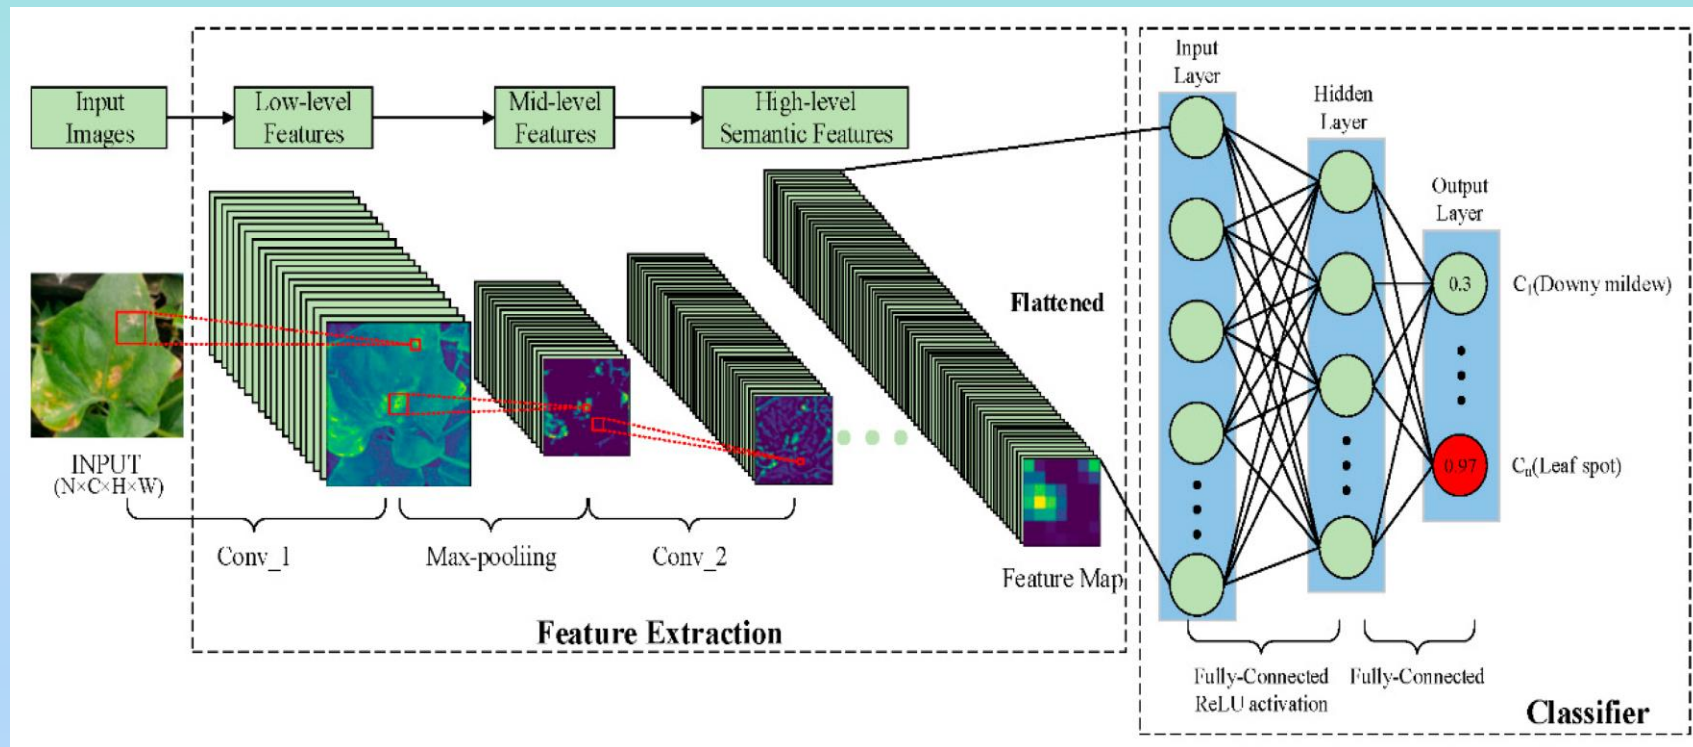 Input
Images
Low-level
Features
Mid-level
Features
High-level
Semantic Features
INPUT
(N×C×H×W)
Conv_1
Max-pooliing
Conv_2
Flattened
Feature Map
Feature Extraction
Input
Layer
Hidden
Layer
Output
Layer
0.3
C₁(Downy mildew)
0.97
Cₙ(Leaf spot)
Fully-Connected
ReLU activation
Fully-Connected
Classifier